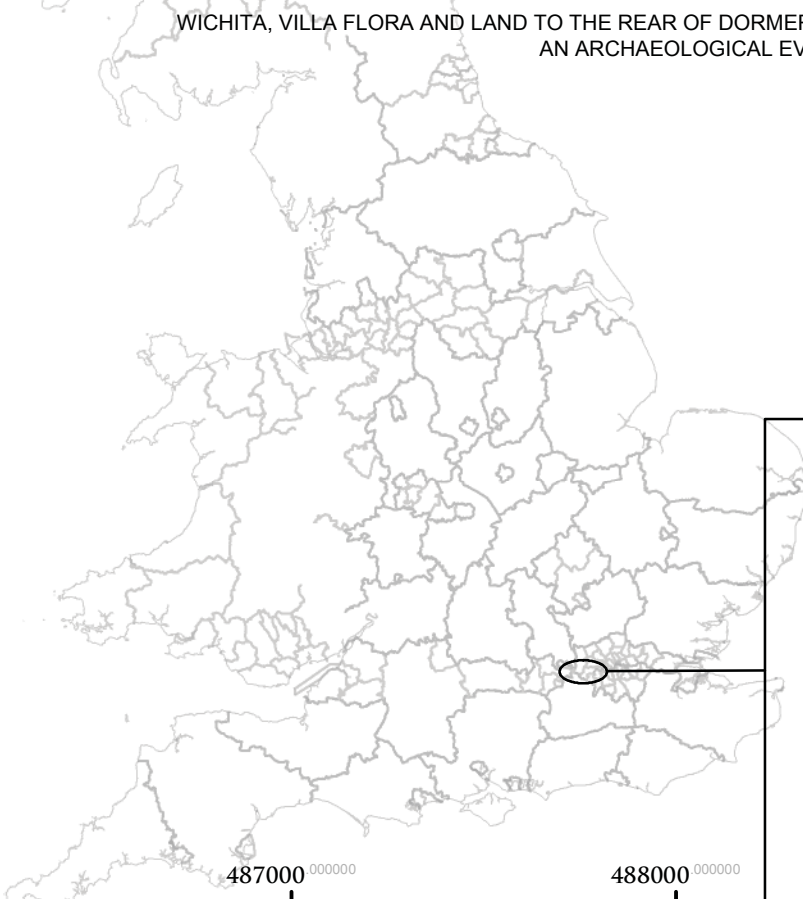 WICHITA, VILLA FLORA AND LAND TO THE REAR OF DORMER
AN ARCHAEOLOGICAL EV
487000.000000 488000.000000